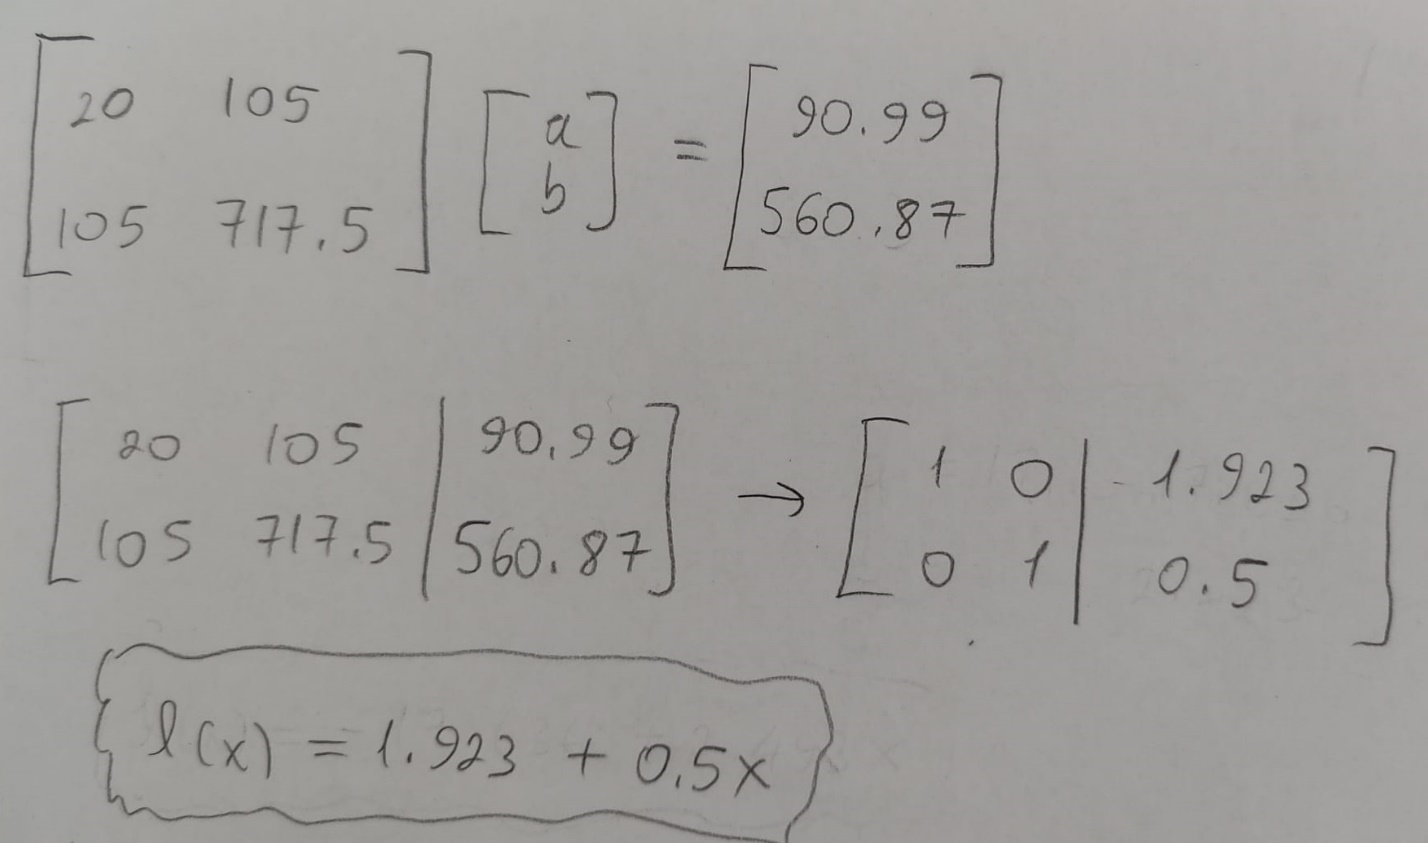 [20 105
105 717.5] [a
b] = [90.99
560.87]
[20 105 | 90.99
105 717.5 | 560.87] → [1 0 | 1.923
0 1 | 0.5]
l(x) = 1.923 + 0.5x